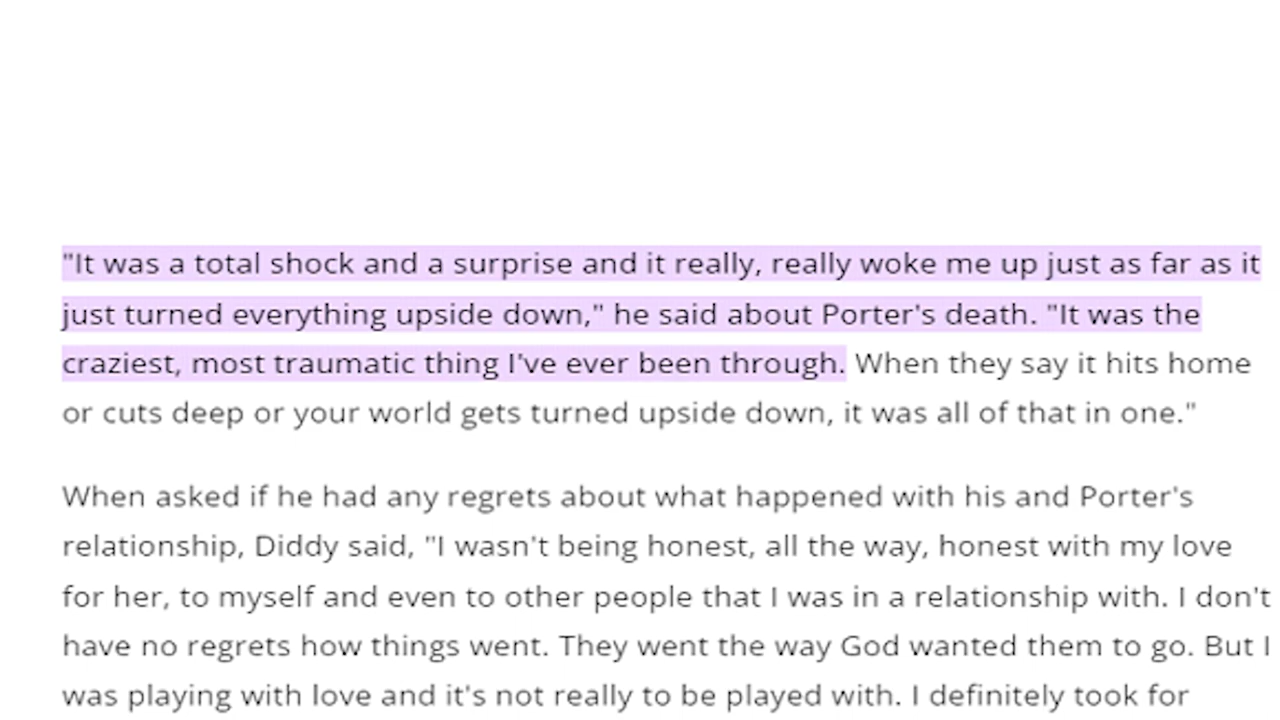 "It was a total shock and a surprise and it really, really woke me up just as far as it
just turned everything upside down," he said about Porter's death. "It was the
craziest, most traumatic thing I've ever been through. When they say it hits home
or cuts deep or your world gets turned upside down, it was all of that in one."
When asked if he had any regrets about what happened with his and Porter's
relationship, Diddy said, "I wasn't being honest, all the way, honest with my love
for her, to myself and even to other people that I was in a relationship with. I don't
have no regrets how things went. They went the way God wanted them to go. But I
was playing with love and it's not really to be played with. I definitely took for